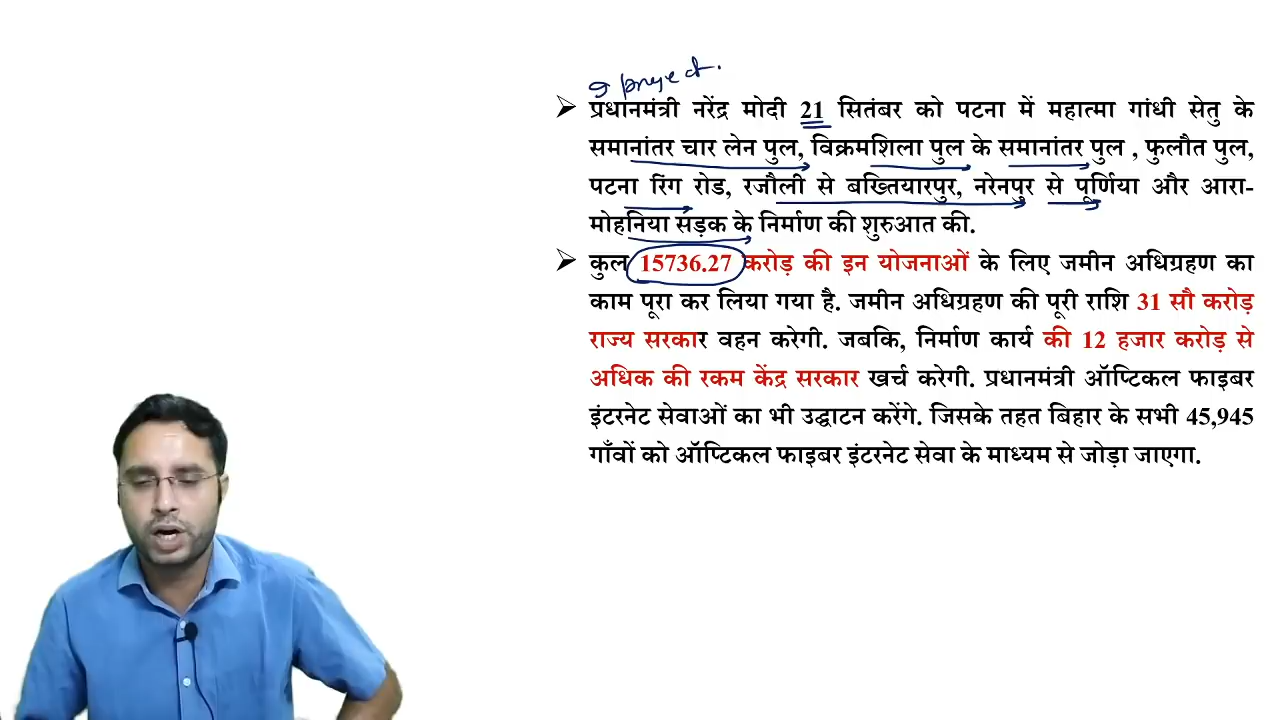 9 project.
➢ प्रधानमंत्री नरेंद्र मोदी 21 सितंबर को पटना में महात्मा गांधी सेतु के
समानांतर चार लेन पुल, विक्रमशिला पुल के समानांतर पुल , फुलौत पुल,
पटना रिंग रोड, रजौली से बख्तियारपुर, नरेनपुर से पूर्णिया और आरा-
मोहनिया सड़क के निर्माण की शुरुआत की.
➢ कुल 15736.27 करोड़ की इन योजनाओं के लिए जमीन अधिग्रहण का
काम पूरा कर लिया गया है. जमीन अधिग्रहण की पूरी राशि 31 सौ करोड़
राज्य सरकार वहन करेगी. जबकि, निर्माण कार्य की 12 हजार करोड़ से
अधिक की रकम केंद्र सरकार खर्च करेगी. प्रधानमंत्री ऑप्टिकल फाइबर
इंटरनेट सेवाओं का भी उद्घाटन करेंगे. जिसके तहत बिहार के सभी 45,945
गाँवों को ऑप्टिकल फाइबर इंटरनेट सेवा के माध्यम से जोड़ा जाएगा.